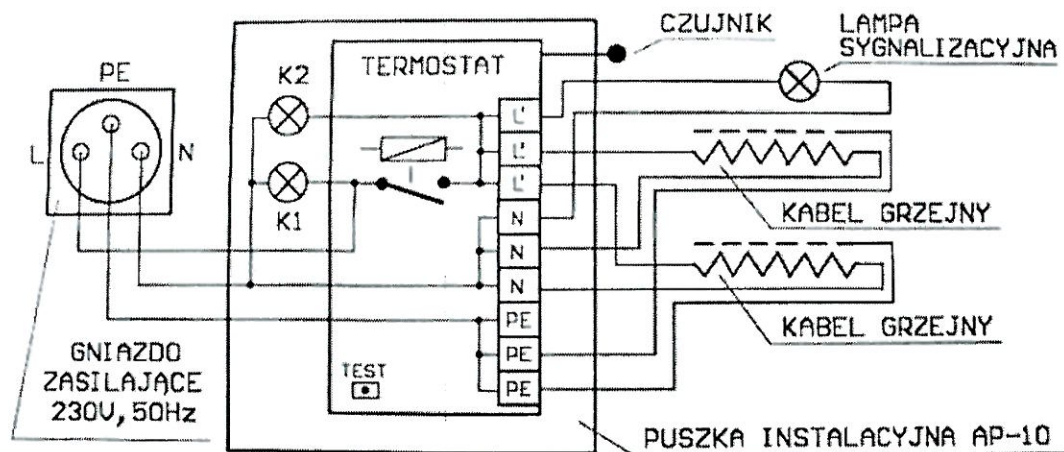 CZUJNIK
LAMPA
SYGNALIZACYJNA
PE
K2
TERMOSTAT
L'
L
N
L'
L'
K1
N
KABEL GRZEJNY
N
N
PE
KABEL GRZEJNY
GNIAZDO
ZASILAJĄCE
230V,50Hz
TEST
PE
PE
PUSZKA INSTALACYJNA AP-10